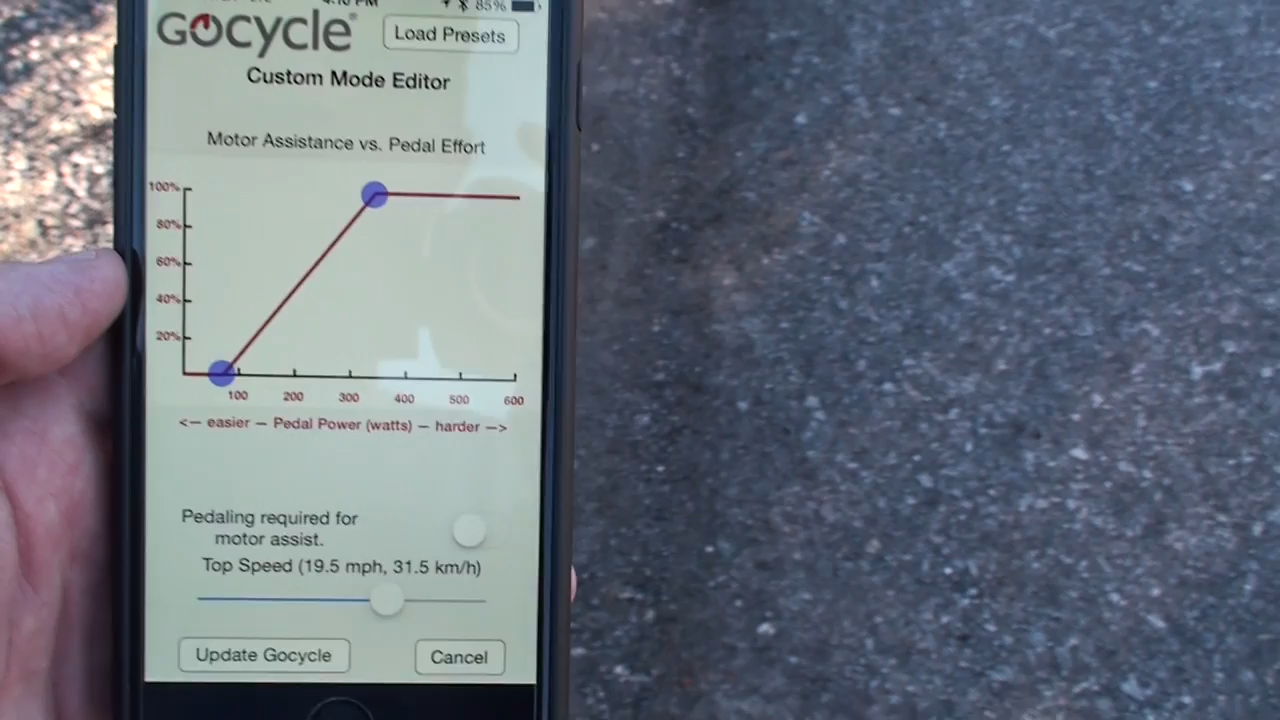 85%
GOCYCLE®
Load Presets
Custom Mode Editor
Motor Assistance vs. Pedal Effort
100%
80%
60%
40%
20%
100 200 300 400 500 600
<— easier — Pedal Power (watts) — harder —>
Pedaling required for
motor assist.
Top Speed (19.5 mph, 31.5 km/h)
Update Gocycle
Cancel